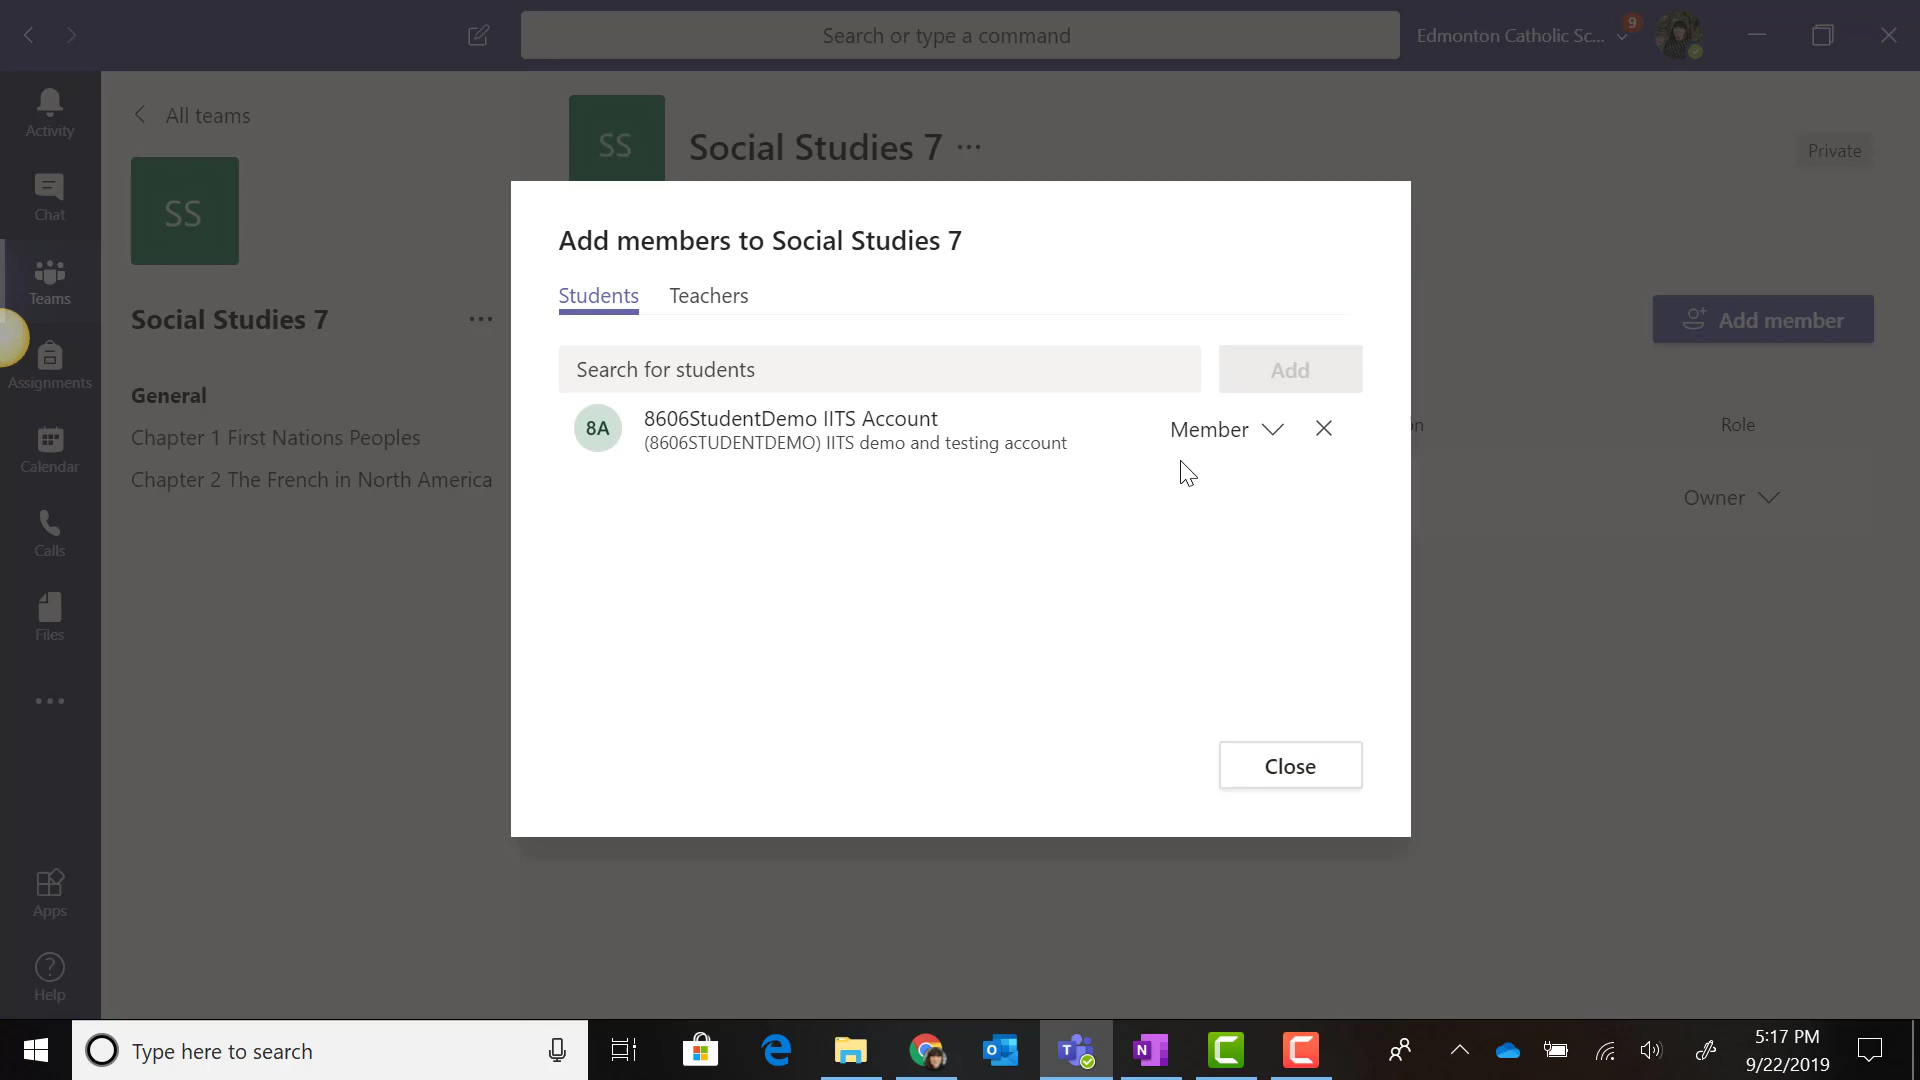 Search or type a command
Edmonton Catholic Sc...
9
Activity
Chat
Teams
Assignments
Calendar
Calls
Files
Apps
Help
All teams
SS
Social Studies 7
General
Chapter 1 First Nations Peoples
Chapter 2 The French in North America
SS
Social Studies 7
Private
Add member
Role
Owner
Add members to Social Studies 7
Students
Teachers
Search for students
Add
8A
8606StudentDemo IITS Account
(8606STUDENTDEMO) IITS demo and testing account
Member
Close
Type here to search
5:17 PM
9/22/2019